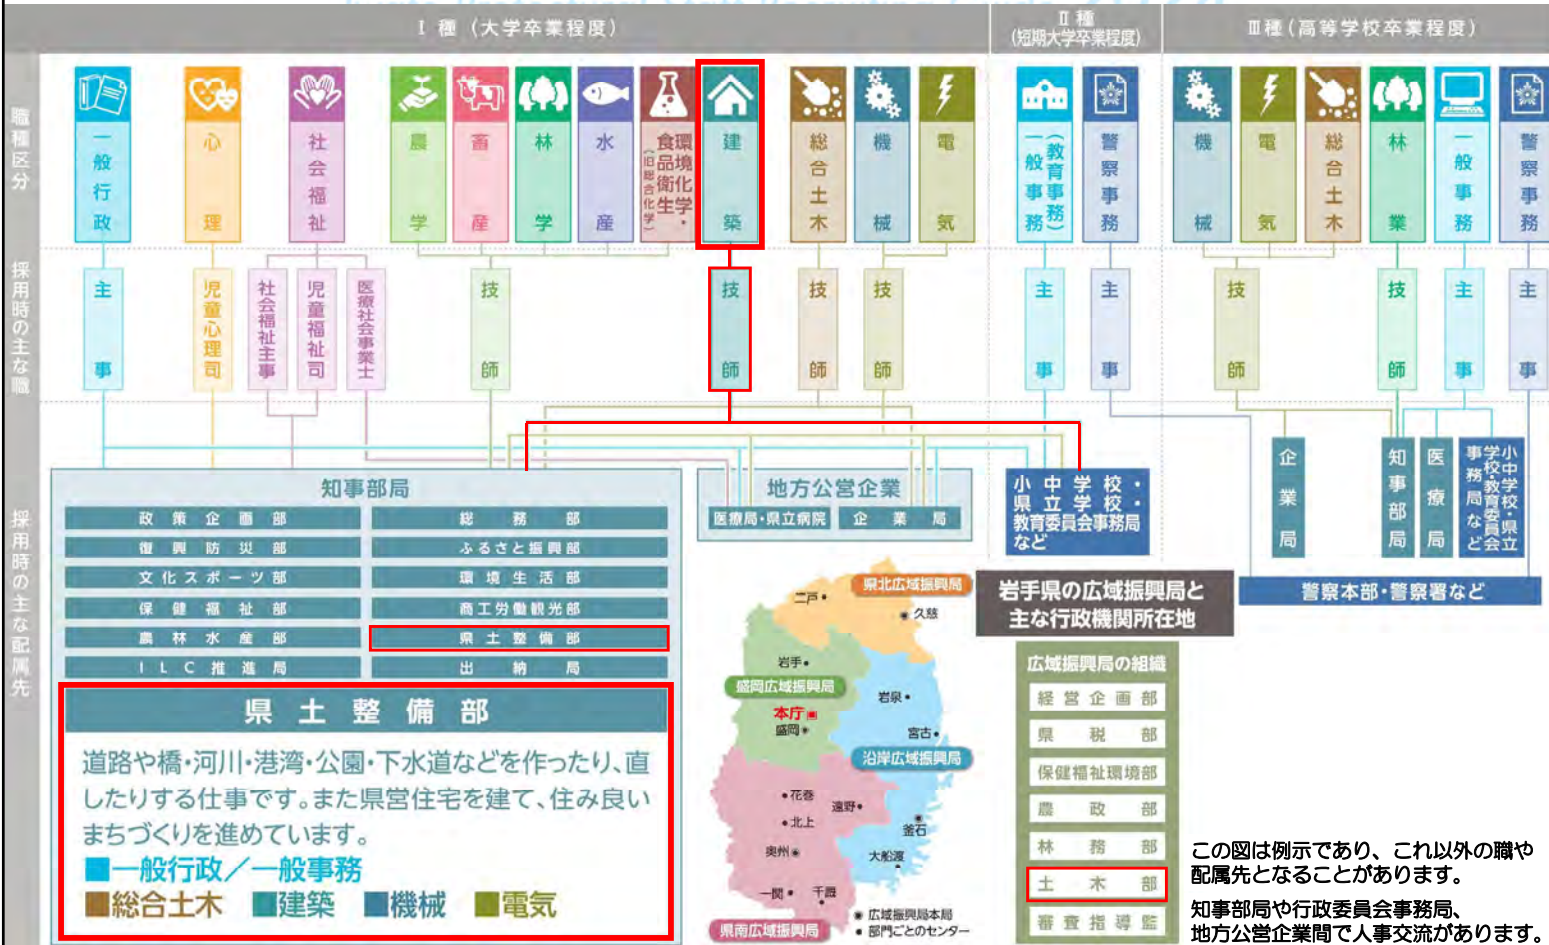 Ⅰ種（大学卒業程度）
Ⅱ種
(短期大学卒業程度)
Ⅲ種(高等学校卒業程度)
職種区分
一般行政
心理
社会福祉
農学
畜産
林学
水産
環境化学・
食品衛生
（旧総合化学）
建築
総合土木
機械
電気
一般事務
（教育事務）
警察事務
機械
電気
総合土木
林業
一般事務
警察事務
採用時の主な職
主事
児童心理司
社会福祉主事
児童福祉司
医療社会事業士
技師
技師
技師
技師
主事
主事
技師
技師
主事
主事
採用時の主な配属先
知事部局
政策企画部
総務部
復興防災部
ふるさと振興部
文化スポーツ部
環境生活部
保健福祉部
商工労働観光部
農林水産部
県土整備部
ILC推進局
出納局
県土整備部
道路や橋・河川・港湾・公園・下水道などを作ったり、直
したりする仕事です。また県営住宅を建て、住み良い
まちづくりを進めています。
■一般行政／一般事務
■総合土木 ■建築 ■機械 ■電気
地方公営企業
医療局・県立病院
企業局
小中学校・
県立学校・
教育委員会事務局
など
企業局
知事部局
医療局
小中学校・県立
学校・教育委員会
事務局など
警察本部・警察署など
県北広域振興局
二戸
久慈
岩手
盛岡広域振興局
岩泉
本庁
盛岡
宮古
沿岸広域振興局
花巻
遠野
北上
釜石
奥州
大船渡
一関
千厩
県南広域振興局
広域振興局本局
部門ごとのセンター
岩手県の広域振興局と
主な行政機関所在地
広域振興局の組織
経営企画部
県税部
保健福祉環境部
農政部
林務部
土木部
審査指導監
この図は例示であり、これ以外の職や
配属先となることがあります。
知事部局や行政委員会事務局、
地方公営企業間で人事交流があります。